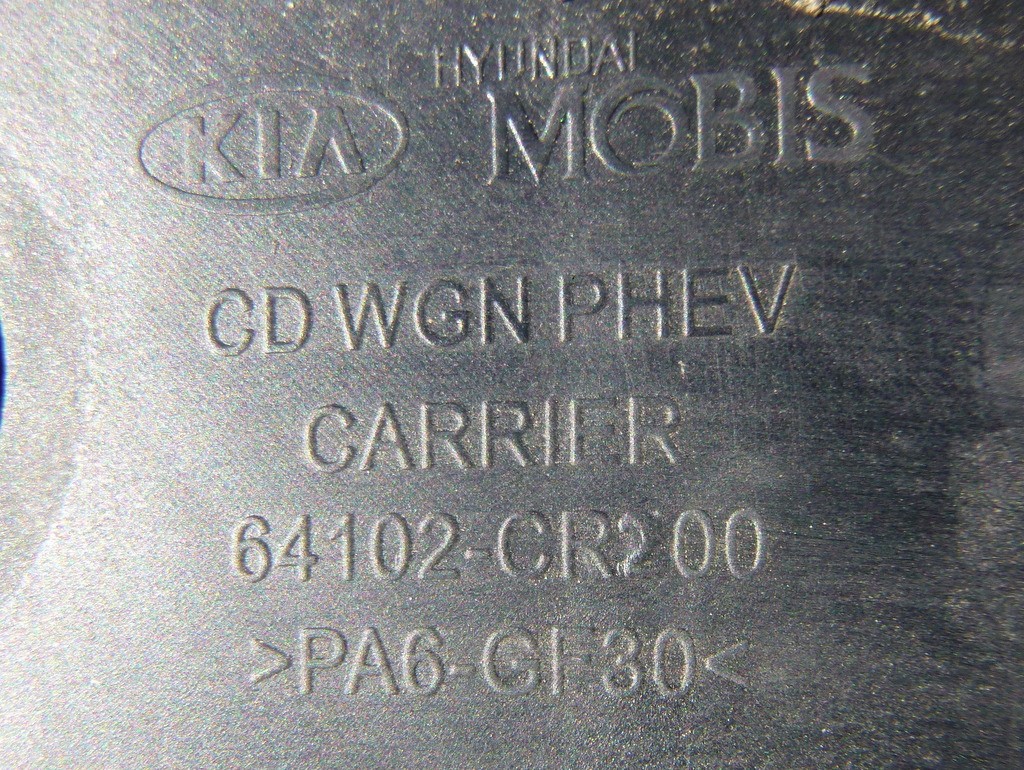 KIA HYUNDAI MOBIS
CD WGN PHEV
CARRIER
64102-CR200
>PA6-GF30<